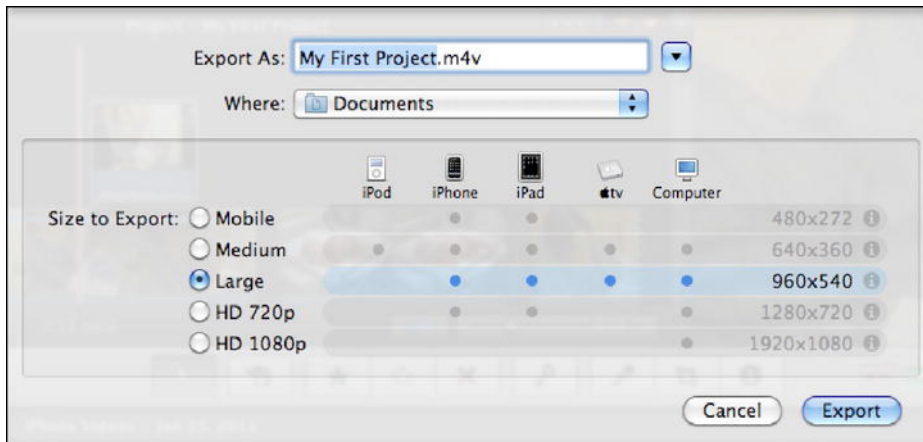 Export As: My First Project.m4v
Where: Documents
iPod iPhone iPad tv Computer
Size to Export: Mobile 480x272
Medium 640x360
Large 960x540
HD 720p 1280x720
HD 1080p 1920x1080
Cancel Export